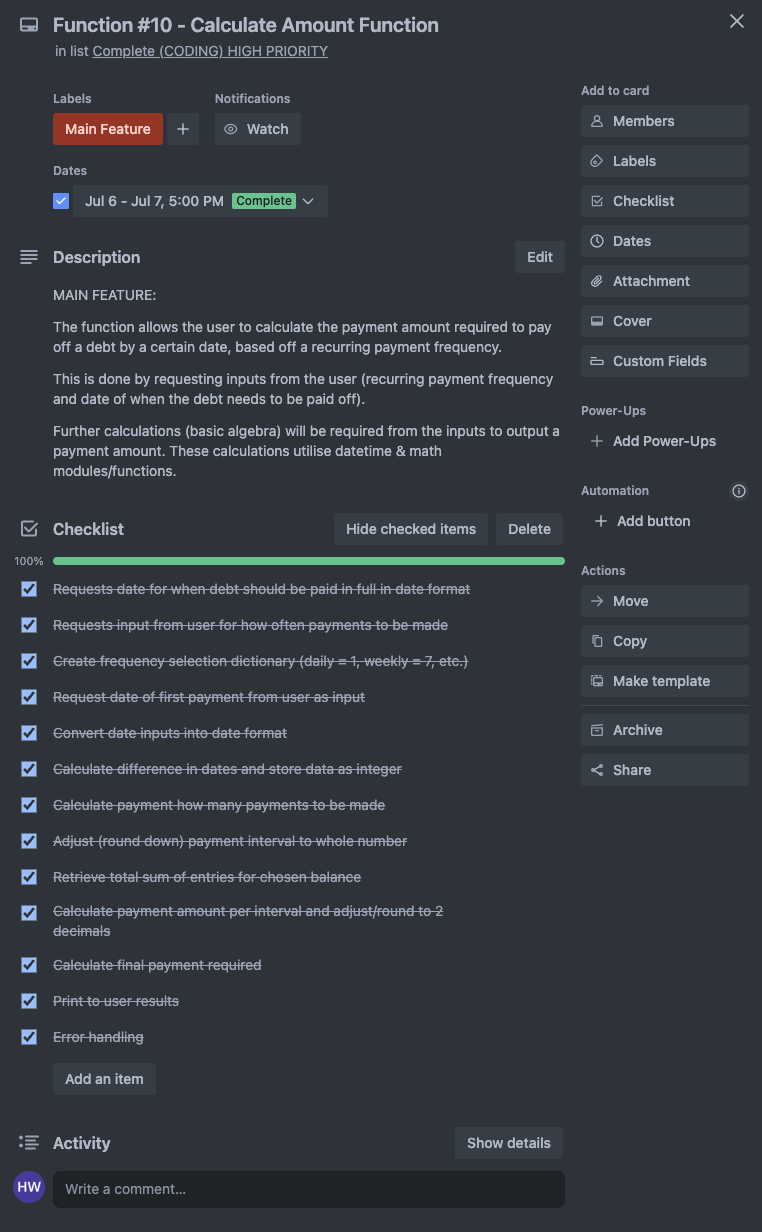 Function #10 - Calculate Amount Function
in list Complete (CODING) HIGH PRIORITY
Labels
Main Feature
Notifications
Watch
Dates
Jul 6 - Jul 7, 5:00 PM Complete
Description
Edit
MAIN FEATURE:
The function allows the user to calculate the payment amount required to pay
off a debt by a certain date, based off a recurring payment frequency.
This is done by requesting inputs from the user (recurring payment frequency
and date of when the debt needs to be paid off).
Further calculations (basic algebra) will be required from the inputs to output a
payment amount. These calculations utilise datetime & math
modules/functions.
Checklist
Hide checked items
Delete
100%
Requests date for when debt should be paid in full in date format
Requests input from user for how often payments to be made
Create frequency selection dictionary (daily = 1, weekly = 7, etc.)
Request date of first payment from user as input
Convert date inputs into date format
Calculate difference in dates and store data as integer
Calculate payment how many payments to be made
Adjust (round down) payment interval to whole number
Retrieve total sum of entries for chosen balance
Calculate payment amount per interval and adjust/round to 2
decimals
Calculate final payment required
Print to user results
Error handling
Add an item
Activity
Show details
HW
Write a comment...
Add to card
Members
Labels
Checklist
Dates
Attachment
Cover
Custom Fields
Power-Ups
Add Power-Ups
Automation
Add button
Actions
Move
Copy
Make template
Archive
Share